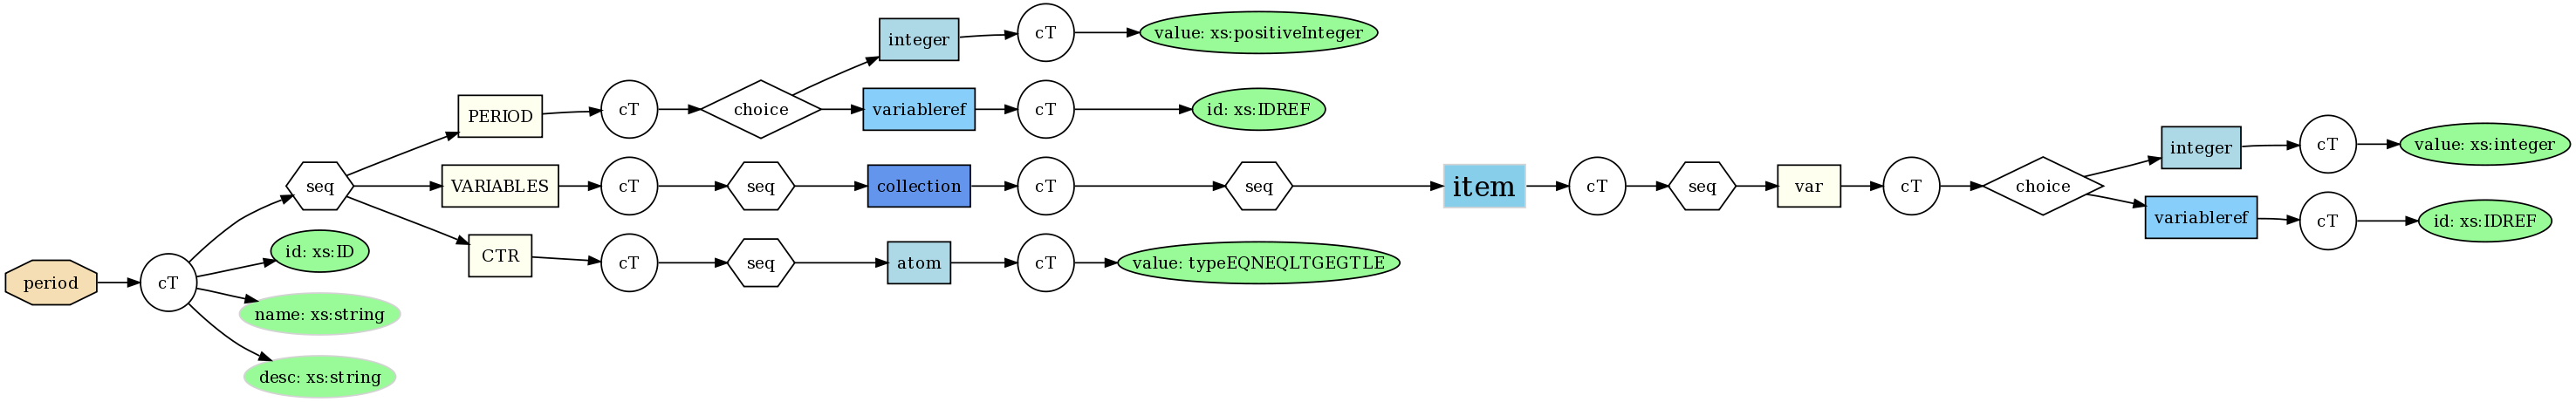 period
cT
seq
id: xs:ID
name: xs:string
desc: xs:string
PERIOD
cT
choice
integer
cT
value: xs:positiveInteger
variableref
cT
id: xs:IDREF
VARIABLES
cT
seq
collection
cT
seq
item
cT
seq
var
cT
choice
integer
cT
value: xs:integer
variableref
cT
id: xs:IDREF
CTR
cT
seq
atom
cT
value: typeEQNEQLTGEGTLE